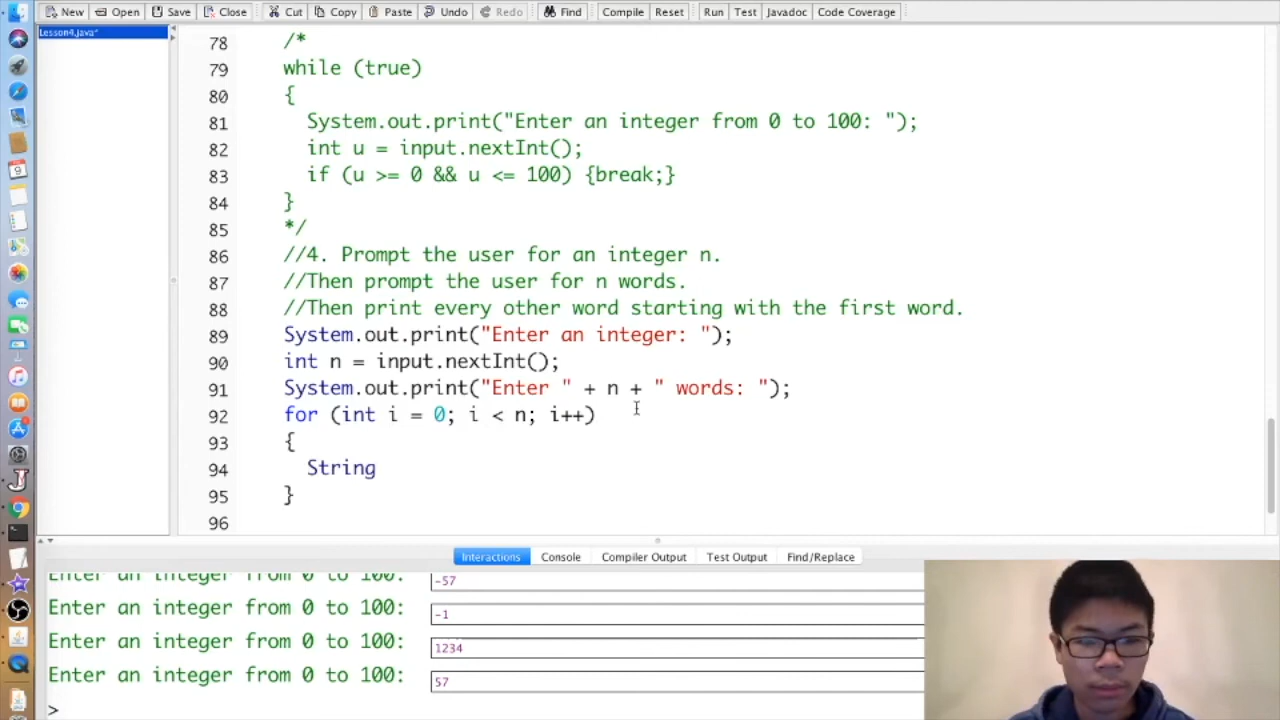 New Open Save Close Cut Copy Paste Undo Redo Find Compile Reset Run Test Javadoc Code Coverage
Lesson4.java*
78 /*
79 while (true)
80 {
81 System.out.print("Enter an integer from 0 to 100: ");
82 int u = input.nextInt();
83 if (u >= 0 && u <= 100) {break;}
84 }
85 */
86 //4. Prompt the user for an integer n.
87 //Then prompt the user for n words.
88 //Then print every other word starting with the first word.
89 System.out.print("Enter an integer: ");
90 int n = input.nextInt();
91 System.out.print("Enter " + n + " words: ");
92 for (int i = 0; i < n; i++)
93 {
94 String
95 }
96
Interactions Console Compiler Output Test Output Find/Replace
Enter an integer from 0 to 100: -57
Enter an integer from 0 to 100: -1
Enter an integer from 0 to 100: 1234
Enter an integer from 0 to 100: 57
>